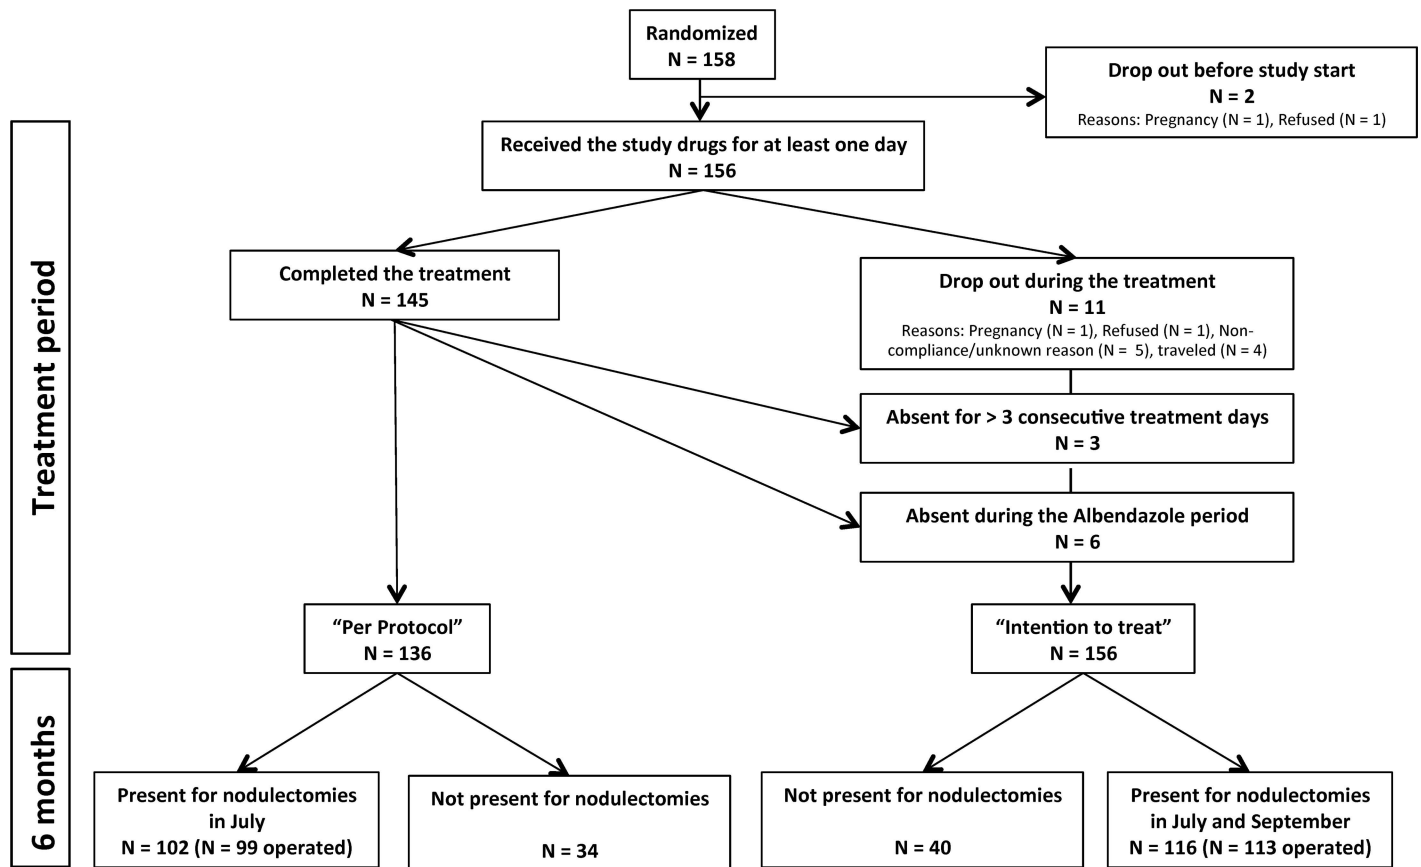 Randomized
N = 158
Drop out before study start
N = 2
Reasons: Pregnancy (N = 1), Refused (N = 1)
Treatment period
Received the study drugs for at least one day
N = 156
Completed the treatment
N = 145
Drop out during the treatment
N = 11
Reasons: Pregnancy (N = 1), Refused (N = 1), Non-
compliance/unknown reason (N =  5), traveled (N = 4)
Absent for > 3 consecutive treatment days
N = 3
Absent during the Albendazole period
N = 6
“Per Protocol”
N = 136
“Intention to treat”
N = 156
6 months
Present for nodulectomies
in July
N = 102 (N = 99 operated)
Not present for nodulectomies
N = 34
Not present for nodulectomies
N = 40
Present for nodulectomies
in July and September
N = 116 (N = 113 operated)